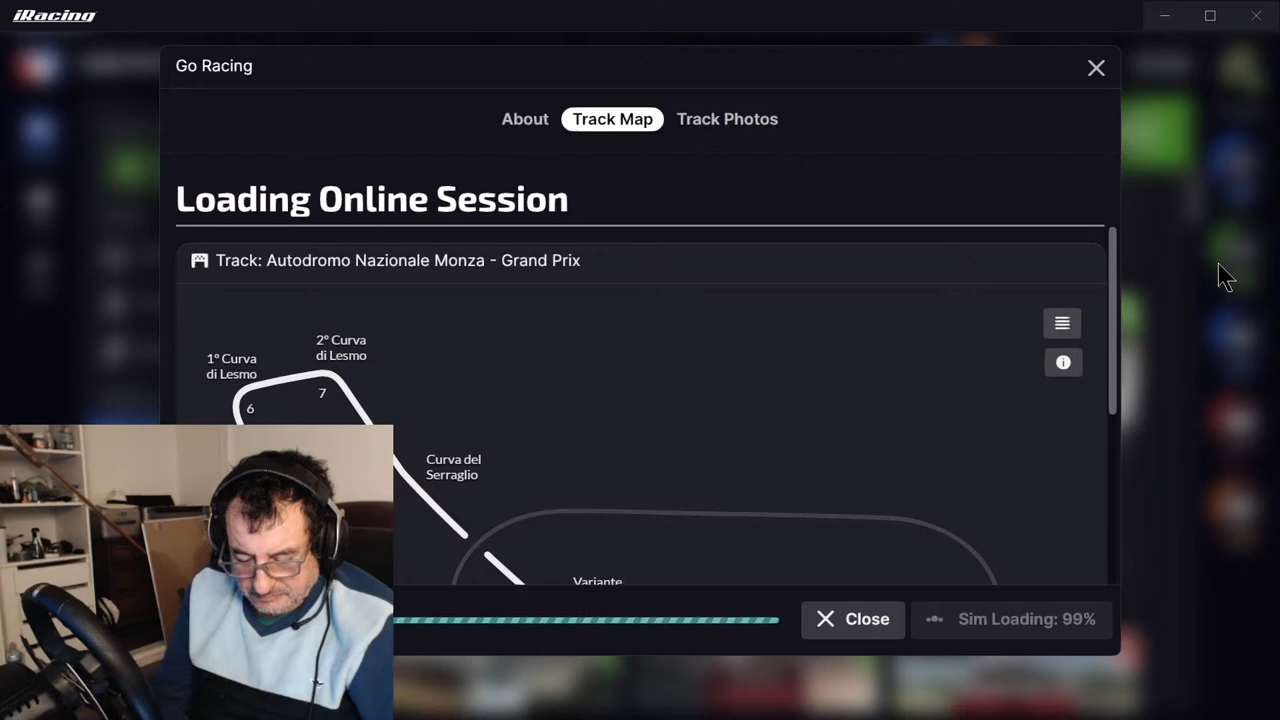 iRacing
Go Racing
About Track Map Track Photos
Loading Online Session
Track: Autodromo Nazionale Monza - Grand Prix
2° Curva
di Lesmo
1° Curva
di Lesmo
7
6
Curva del
Serraglio
Variante
Close
Sim Loading: 99%